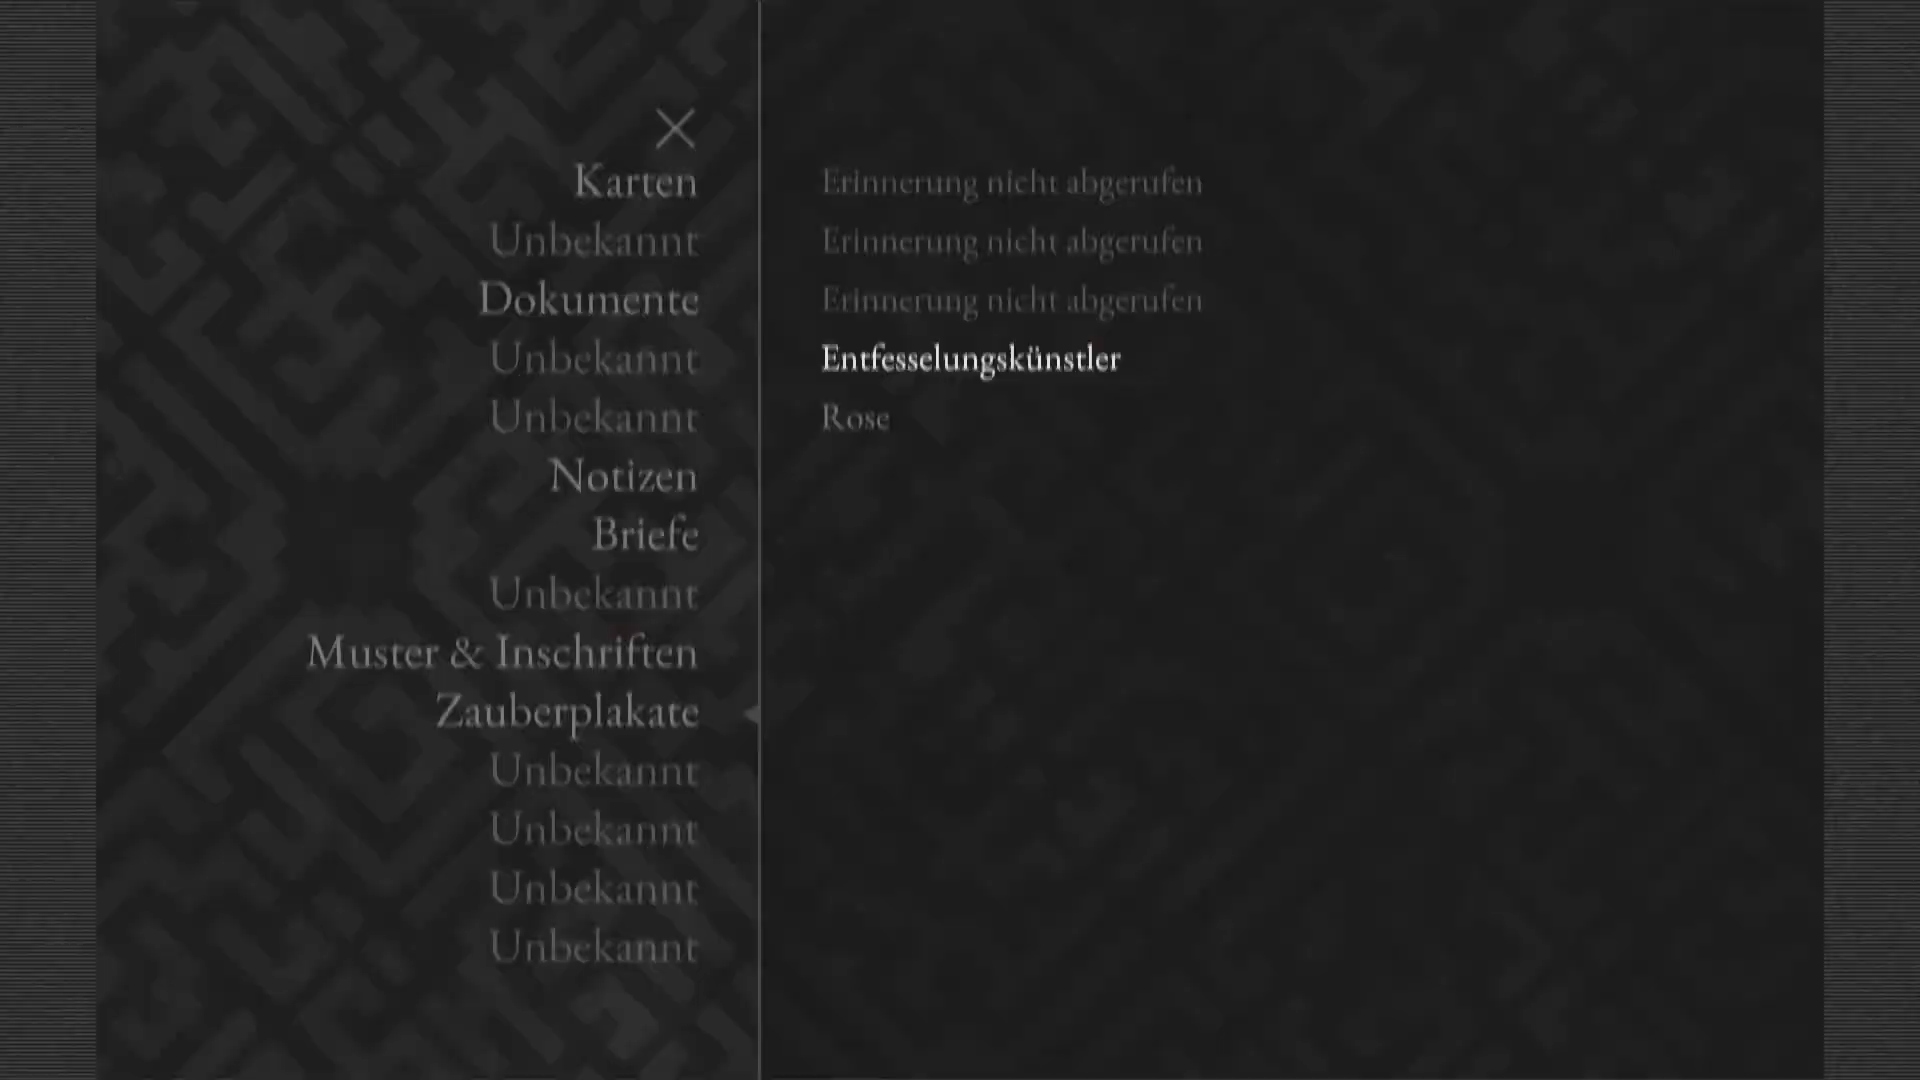 Karten
Unbekannt
Dokumente
Unbekannt
Unbekannt
Notizen
Briefe
Unbekannt
Muster & Inschriften
Zauberplakate
Unbekannt
Unbekannt
Unbekannt
Unbekannt
Erinnerung nicht abgerufen
Erinnerung nicht abgerufen
Erinnerung nicht abgerufen
Entfesselungskünstler
Rose